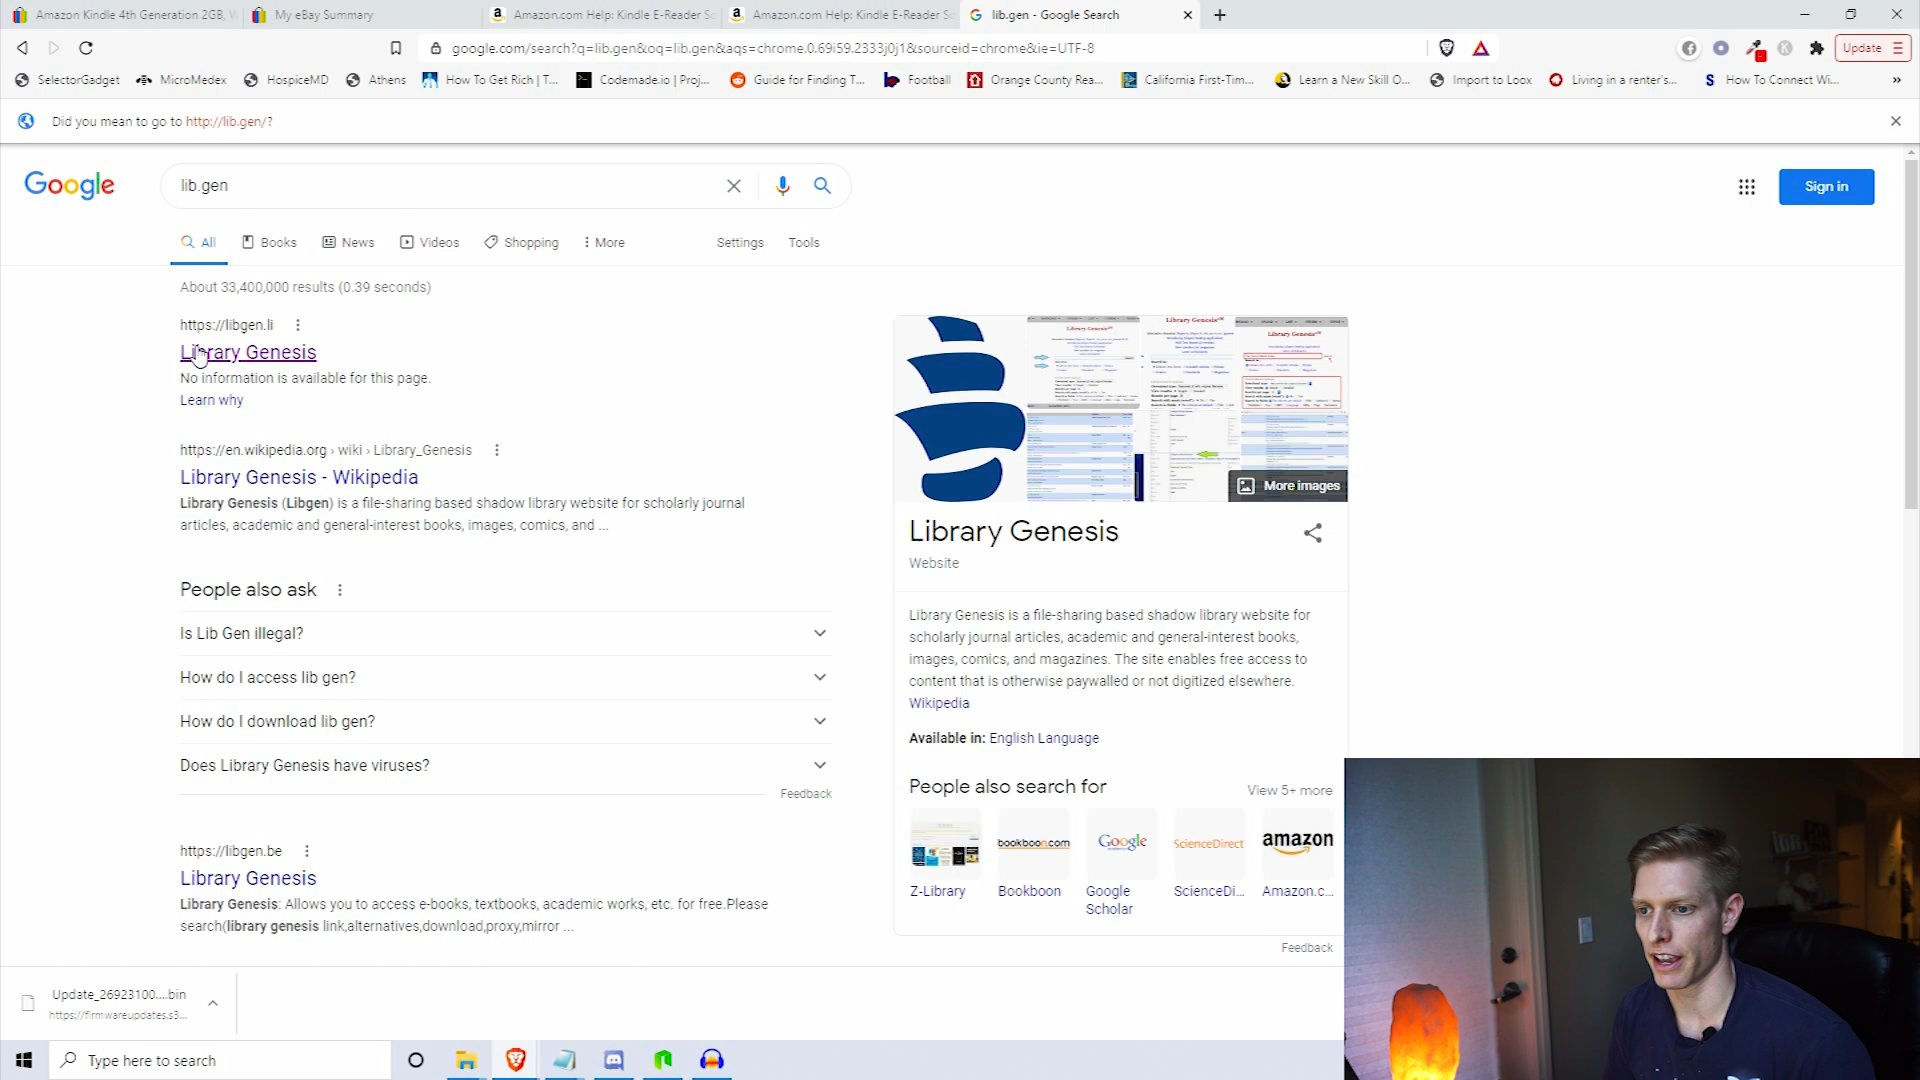 Amazon Kindle 4th Generation 2GB, W
My eBay Summary
Amazon.com Help: Kindle E-Reader So
Amazon.com Help: Kindle E-Reader So
lib.gen - Google Search
google.com/search?q=lib.gen&oq=lib.gen&aqs=chrome.0.69i59.2333j0j1&sourceid=chrome&ie=UTF-8
Update
SelectorGadget
MicroMedex
HospiceMD
Athens
How To Get Rich | T...
Codemade.io | Proj...
Guide for Finding T...
Football
Orange County Rea...
California First-Tim...
Learn a New Skill O...
Import to Loox
Living in a renter's...
How To Connect Wi...
»
Did you mean to go to http://lib.gen/?
Google
lib.gen
Sign in
All
Books
News
Videos
Shopping
More
Settings
Tools
About 33,400,000 results (0.39 seconds)
https://libgen.li
Library Genesis
No information is available for this page.
Learn why
https://en.wikipedia.org › wiki › Library_Genesis
Library Genesis - Wikipedia
Library Genesis (Libgen) is a file-sharing based shadow library website for scholarly journal
articles, academic and general-interest books, images, comics, and ...
People also ask
Is Lib Gen illegal?
How do I access lib gen?
How do I download lib gen?
Does Library Genesis have viruses?
Feedback
https://libgen.be
Library Genesis
Library Genesis: Allows you to access e-books, textbooks, academic works, etc. for free.Please
search(library genesis link,alternatives,download,proxy,mirror ...
More images
Library Genesis
Website
Library Genesis is a file-sharing based shadow library website for
scholarly journal articles, academic and general-interest books,
images, comics, and magazines. The site enables free access to
content that is otherwise paywalled or not digitized elsewhere.
Wikipedia
Available in: English Language
People also search for
View 5+ more
bookboon.com
Google
ScienceDirect
amazon
Z-Library
Bookboon
Google
Scholar
ScienceDi...
Amazon.c...
Feedback
Update_26923100....bin
https://firmwareupdates.s3...
Type here to search